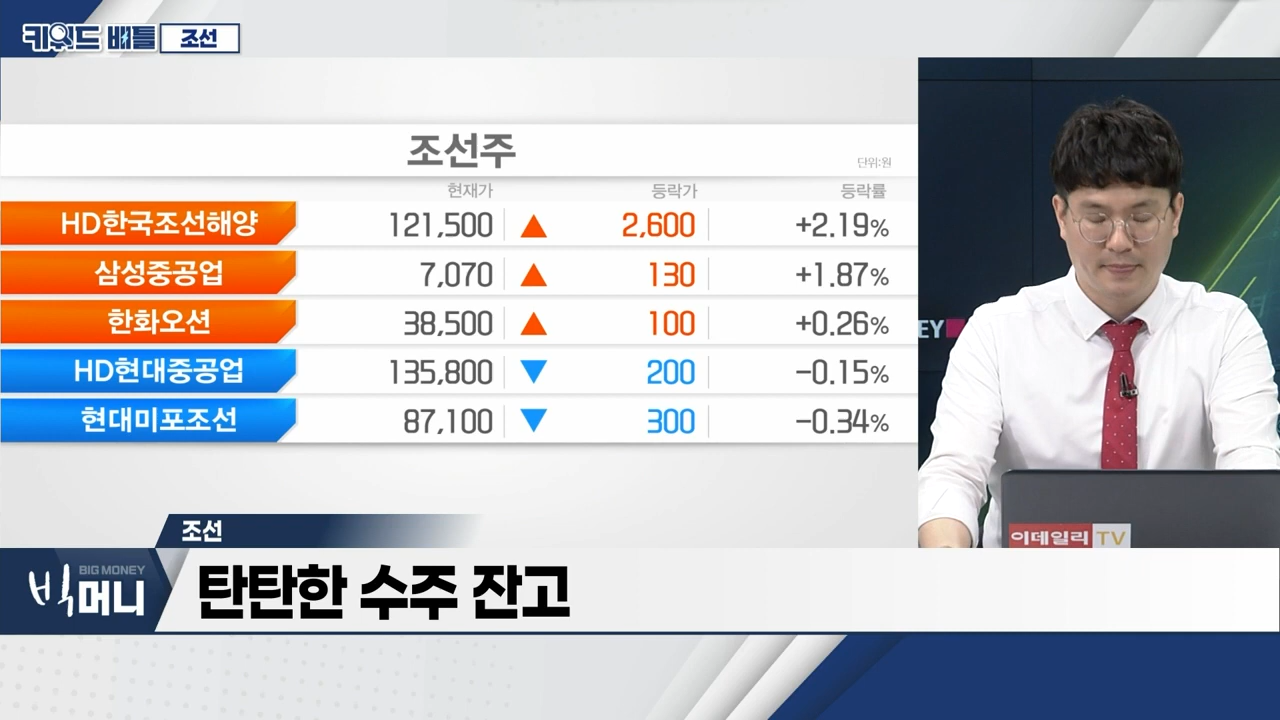 키워드 배틀 조선
조선주
단위:원
현재가 등락가 등락률
HD한국조선해양 121,500 ▲ 2,600 +2.19%
삼성중공업 7,070 ▲ 130 +1.87%
한화오션 38,500 ▲ 100 +0.26%
HD현대중공업 135,800 ▼ 200 -0.15%
현대미포조선 87,100 ▼ 300 -0.34%
EY
이데일리 TV
조선
BIG MONEY
빅머니
탄탄한 수주 잔고